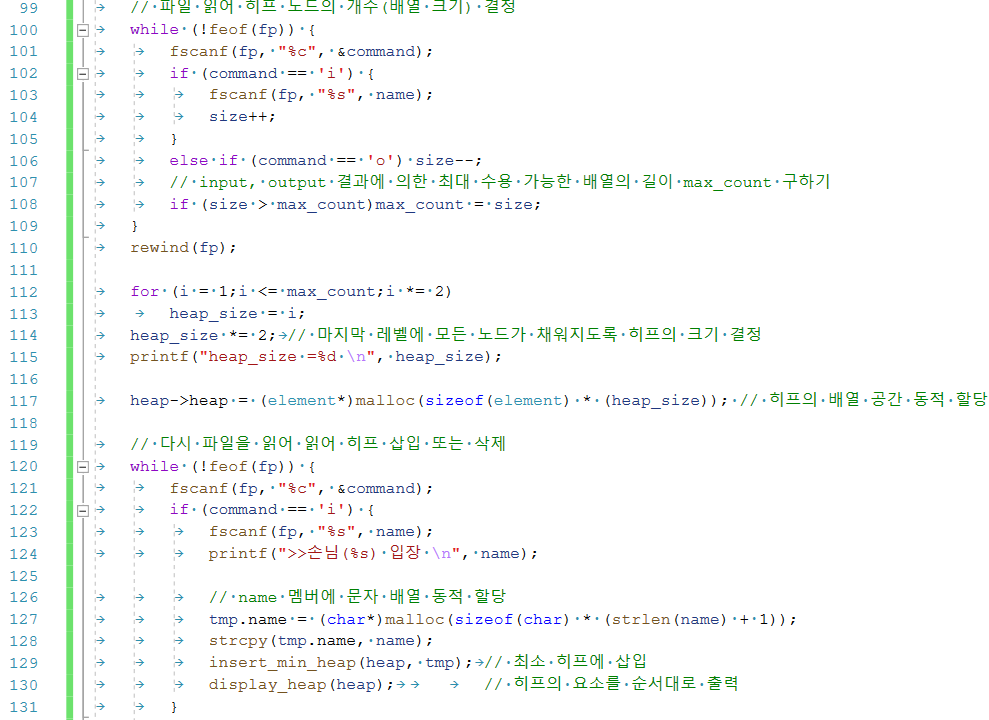 99 // 파일 읽어 히프 노드의 개수(배열 크기) 결정
100 while (!feof(fp)) {
101 fscanf(fp, "%c", &command);
102 if (command == 'i') {
103 fscanf(fp, "%s", name);
104 size++;
105 }
106 else if (command == 'o') size--;
107 // input, output 결과에 의한 최대 수용 가능한 배열의 길이 max_count 구하기
108 if (size > max_count)max_count = size;
109 }
110 rewind(fp);
111
112 for (i = 1;i <= max_count;i *= 2)
113 heap_size = i;
114 heap_size *= 2; // 마지막 레벨에 모든 노드가 채워지도록 히프의 크기 결정
115 printf("heap_size =%d \n", heap_size);
116
117 heap->heap = (element*)malloc(sizeof(element) * (heap_size)); // 히프의 배열 공간 동적 할당
118
119 // 다시 파일을 읽어 읽어 히프 삽입 또는 삭제
120 while (!feof(fp)) {
121 fscanf(fp, "%c", &command);
122 if (command == 'i') {
123 fscanf(fp, "%s", name);
124 printf(">>손님(%s) 입장 \n", name);
125
126 // name 멤버에 문자 배열 동적 할당
127 tmp.name = (char*)malloc(sizeof(char) * (strlen(name) + 1));
128 strcpy(tmp.name, name);
129 insert_min_heap(heap, tmp); // 최소 히프에 삽입
130 display_heap(heap); // 히프의 요소를 순서대로 출력
131 }